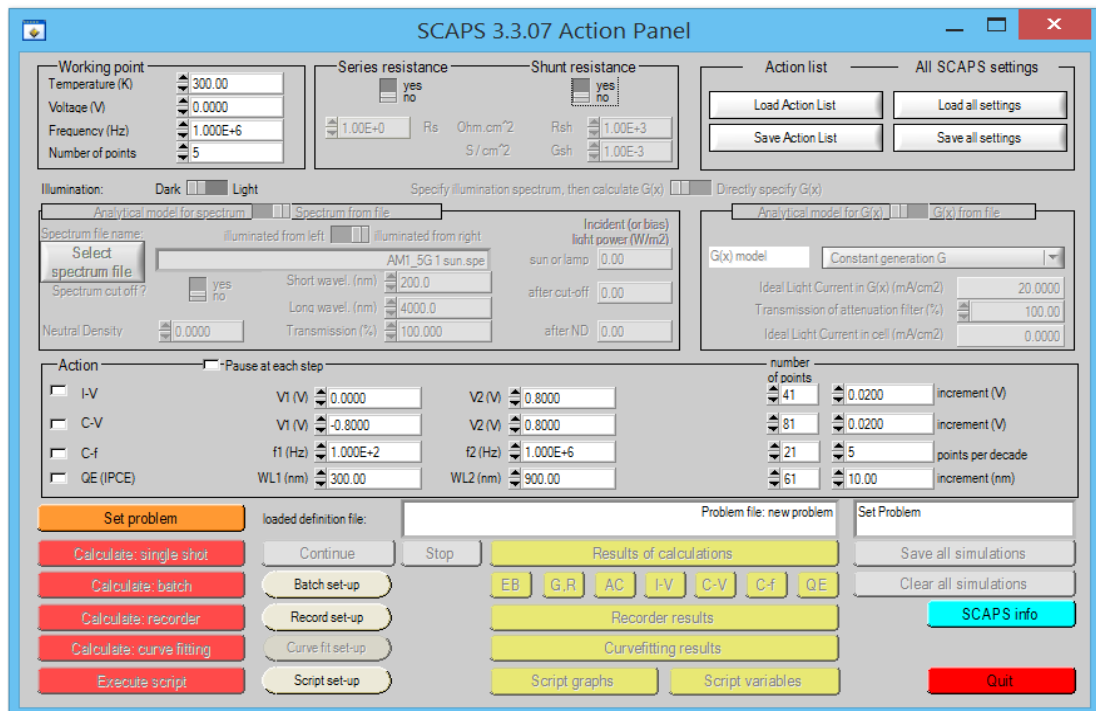 SCAPS 3.3.07 Action Panel
Working point
Temperature (K) 300.00
Voltage (V) 0.0000
Frequency (Hz) 1.000E+6
Number of points 5
Series resistance
yes
no
1.00E+0 Rs Ohm.cm^2
S/cm^2
Shunt resistance
yes
no
Rsh 1.00E+3
Gsh 1.00E-3
Action list
Load Action List
Save Action List
All SCAPS settings
Load all settings
Save all settings
Illumination: Dark Light
Specify illumination spectrum, then calculate G(x) Directly specify G(x)
Analytical model for spectrum Spectrum from file
Spectrum file name: illuminated from left illuminated from right
Select
spectrum file
AM1_5G 1 sun.spe
Spectrum cut off ? yes
no
Short wavel. (nm) 200.0
Long wavel. (nm) 4000.0
Neutral Density 0.0000
Transmission (%) 100.000
Incident (or bias)
light power (W/m2)
sun or lamp 0.00
after cut-off 0.00
after ND 0.00
Analytical model for G(x) G(x) from file
G(x) model Constant generation G
Ideal Light Current in G(x) (mA/cm2) 20.0000
Transmission of attenuation filter (%) 100.00
Ideal Light Current in cell (mA/cm2) 0.0000
Action Pause at each step
number
of points
I-V V1 (V) 0.0000 V2 (V) 0.8000 41 0.0200 increment (V)
C-V V1 (V) -0.8000 V2 (V) 0.8000 81 0.0200 increment (V)
C-f f1 (Hz) 1.000E+2 f2 (Hz) 1.000E+6 21 5 points per decade
QE (IPCE) WL1 (nm) 300.00 WL2 (nm) 900.00 61 10.00 increment (nm)
Set problem loaded definition file: Problem file: new problem Set Problem
Calculate: single shot Continue Stop Results of calculations Save all simulations
Calculate: batch Batch set-up EB G,R AC I-V C-V C-f QE Clear all simulations
Calculate: recorder Record set-up Recorder results SCAPS info
Calculate: curve fitting Curve fit set-up Curvefitting results
Execute script Script set-up Script graphs Script variables Quit